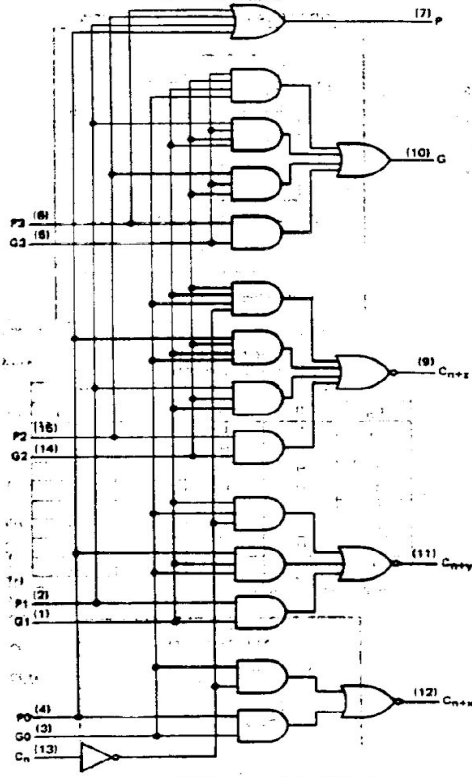 (7) P
(10) G
P3 (6)
G3 (5)
(9) Cn+z
P2 (15)
G2 (14)
(11) Cn+y
P1 (2)
G1 (1)
(12) Cn+x
P0 (4)
G0 (3)
Cn (13)